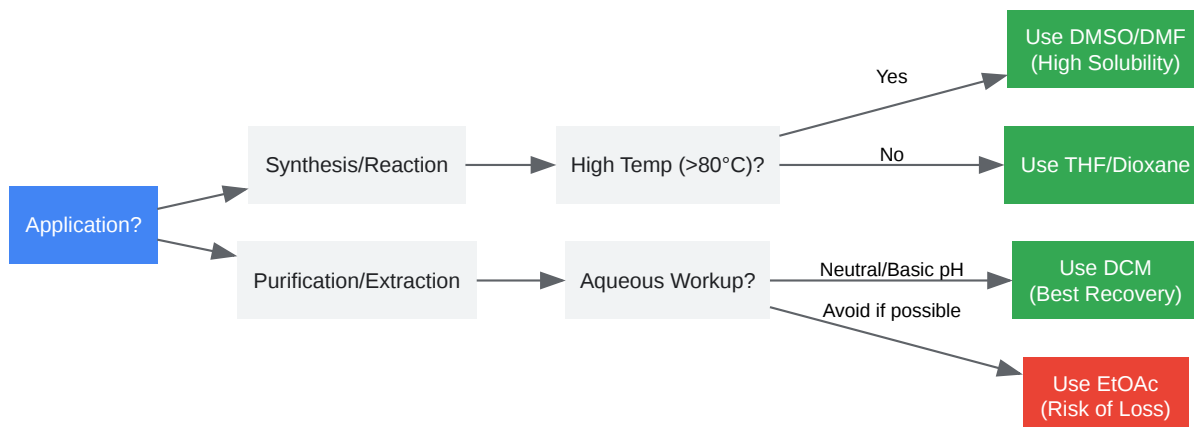 Use DMSO/DMF
(High Solubility)
Yes
Synthesis/Reaction
High Temp (>80°C)?
No
Use THF/Dioxane
Application?
Purification/Extraction
Aqueous Workup?
Neutral/Basic pH
Use DCM
(Best Recovery)
Avoid if possible
Use EtOAc
(Risk of Loss)